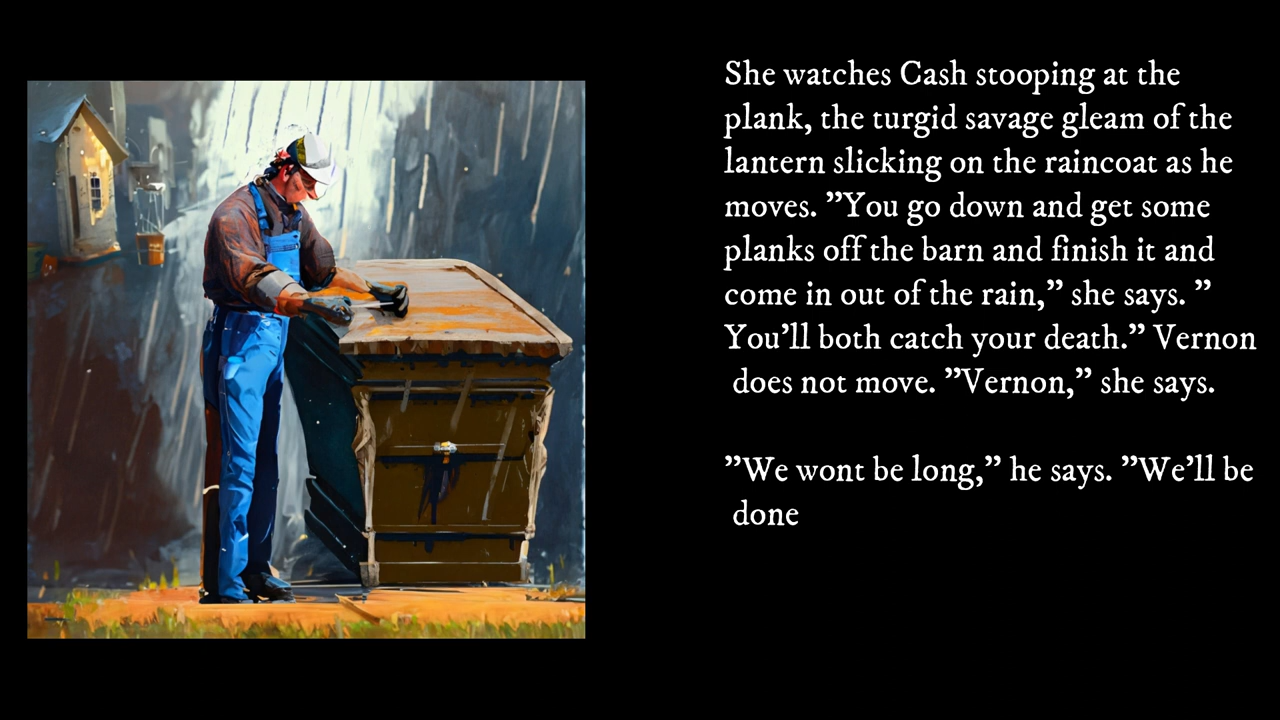 She watches Cash stooping at the
plank, the turgid savage gleam of the
lantern slicking on the raincoat as he
moves. ”You go down and get some
planks off the barn and finish it and
come in out of the rain,” she says. ”
You’ll both catch your death.” Vernon
does not move. ”Vernon,” she says.
”We wont be long,” he says. ”We’ll be
done